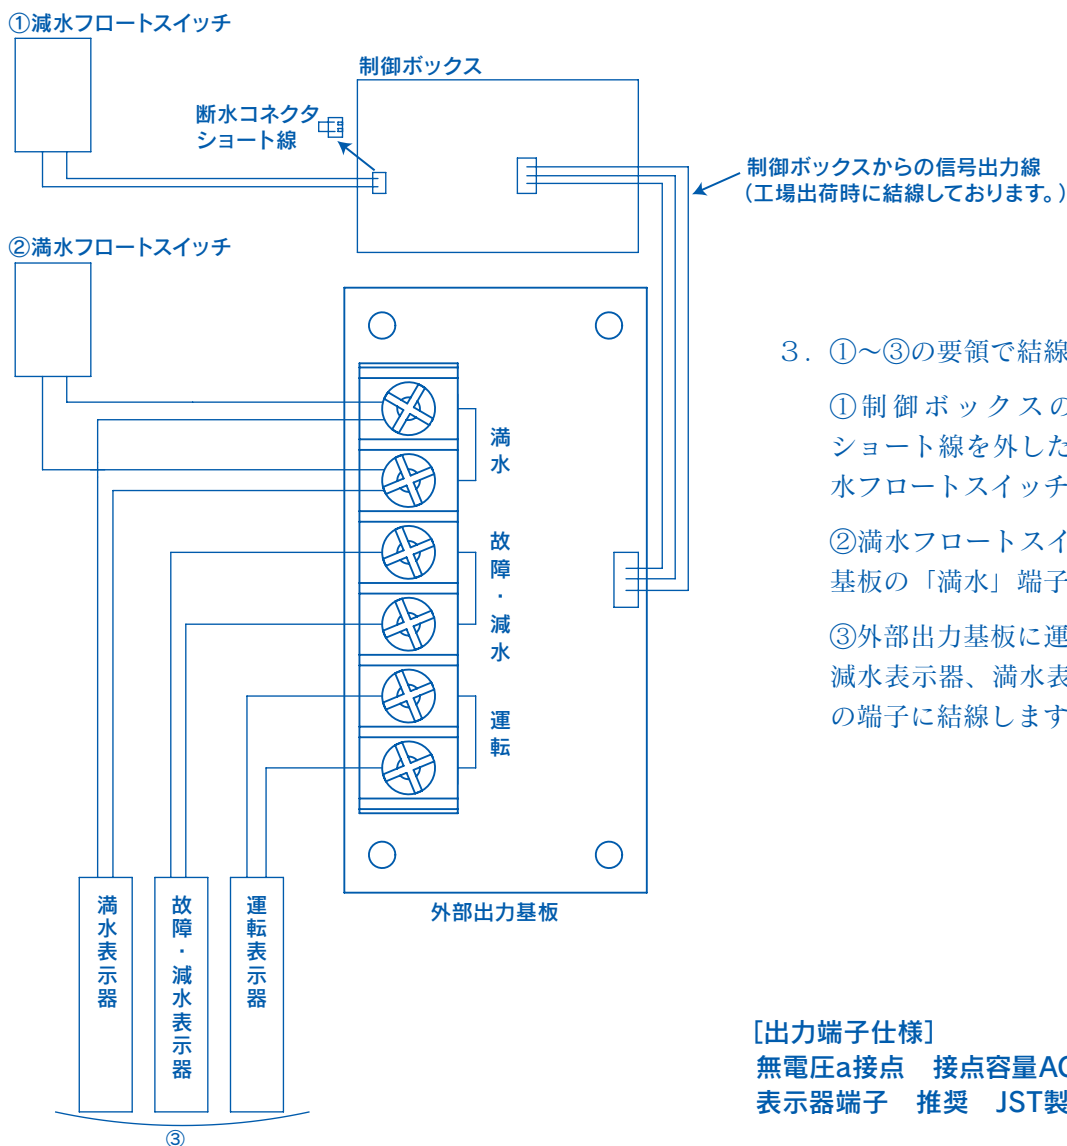 ①減水フロートスイッチ
制御ボックス
断水コネクタ
ショート線
制御ボックスからの信号出力線
（工場出荷時に結線しております。）
②満水フロートスイッチ
満水
故障・減水
運転
外部出力基板
満水表示器
故障・減水表示器
運転表示器
③
３．①～③の要領で結線
①制御ボックスの
ショート線を外した
水フロートスイッチ
②満水フロートスイ
基板の「満水」端子
③外部出力基板に運
減水表示器、満水表
の端子に結線します
［出力端子仕様］
無電圧a接点　接点容量AC
表示器端子　推奨　JST製